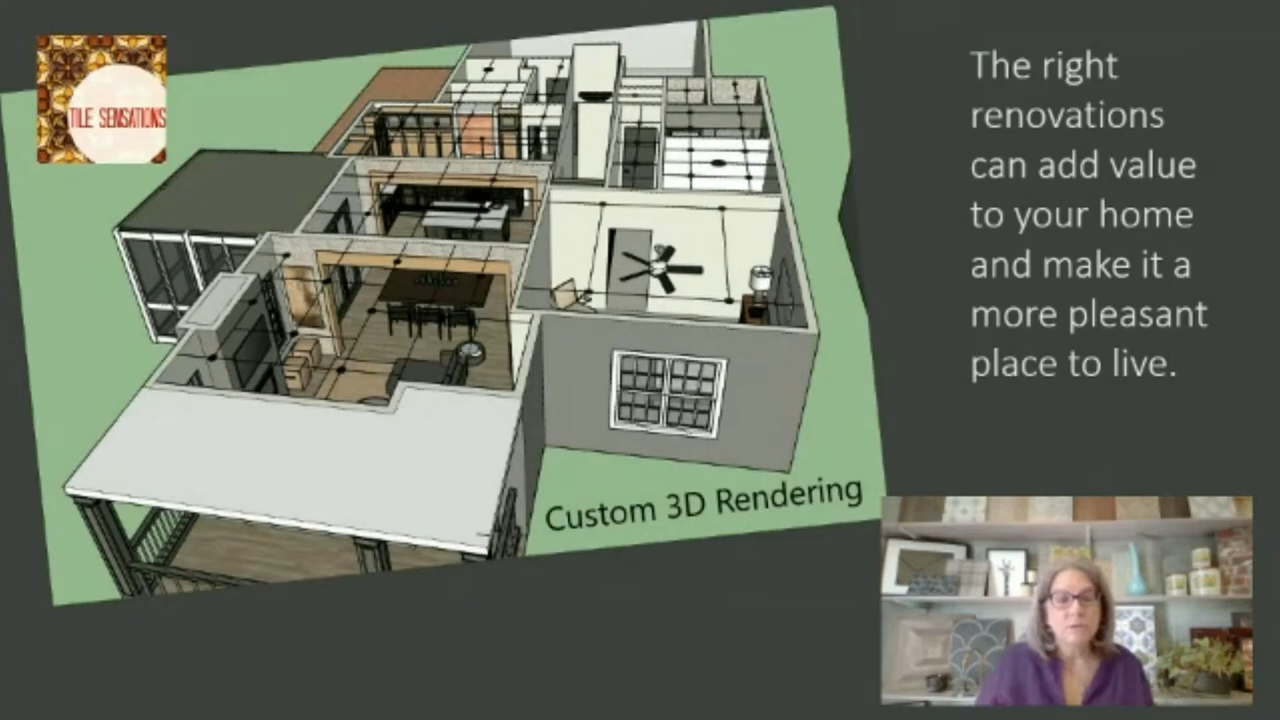 TILE SENSATIONS
The right
renovations
can add value
to your home
and make it a
more pleasant
place to live.
Custom 3D Rendering